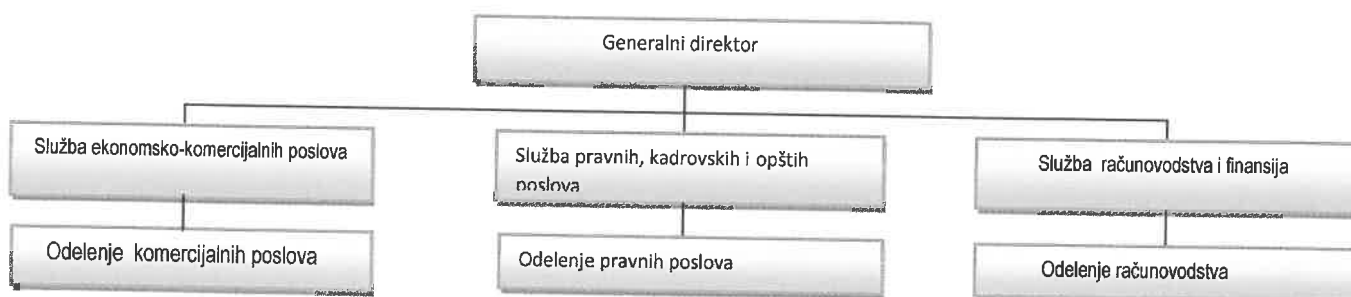 Generalni direktor
Služba ekonomsko-komercijalnih poslova
Služba pravnih, kadrovskih i opštih
poslova
Služba računovodstva i finansija
Odelenje komercijalnih poslova
Odelenje pravnih poslova
Odelenje računovodstva